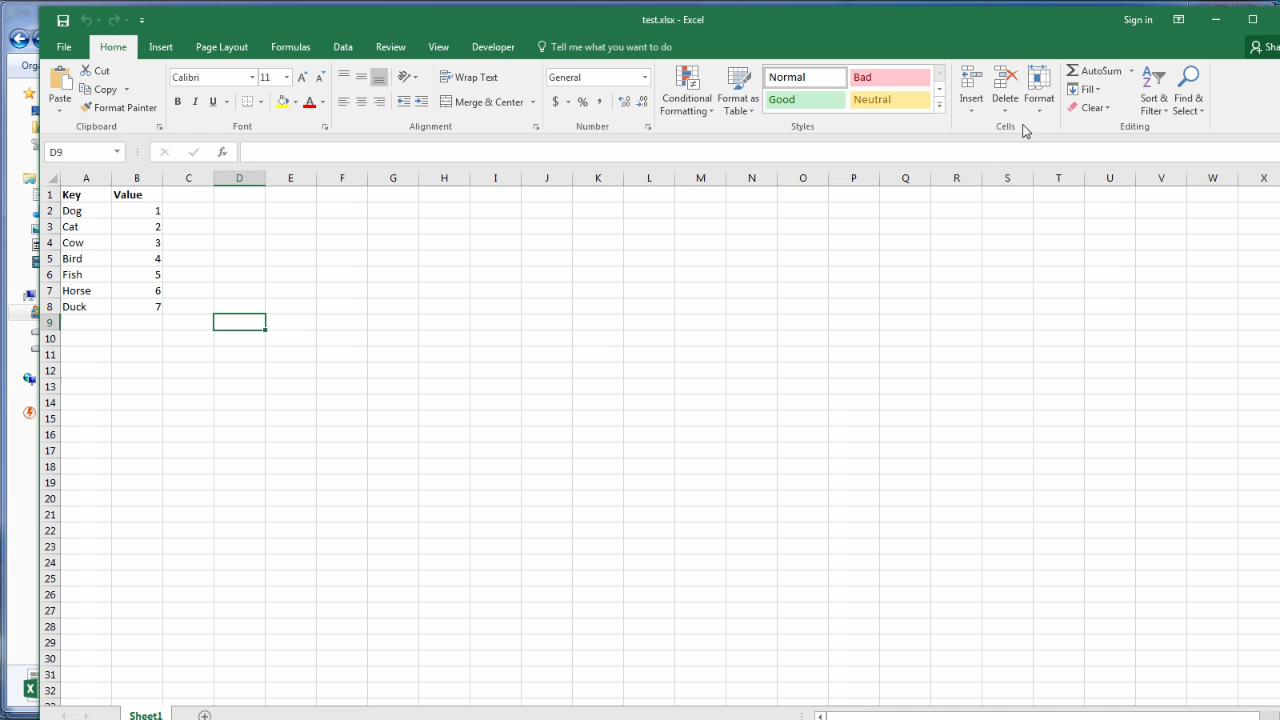 test.xlsx - Excel
Sign in
File Home Insert Page Layout Formulas Data Review View Developer Tell me what you want to do
Paste
Cut
Copy
Format Painter
Clipboard
Calibri 11
B I U A
Font
Wrap Text
Merge & Center
Alignment
General
$ % ,
Number
Conditional Formatting
Format as Table
Normal Bad
Good Neutral
Styles
Insert Delete Format
Cells
AutoSum
Fill
Clear
Sort & Filter
Find & Select
Editing
D9 fx
A B C D E F G H I J K L M N O P Q R S T U V W X
1 Key Value
2 Dog 1
3 Cat 2
4 Cow 3
5 Bird 4
6 Fish 5
7 Horse 6
8 Duck 7
9
10
11
12
13
14
15
16
17
18
19
20
21
22
23
24
25
26
27
28
29
30
31
32
Sheet1